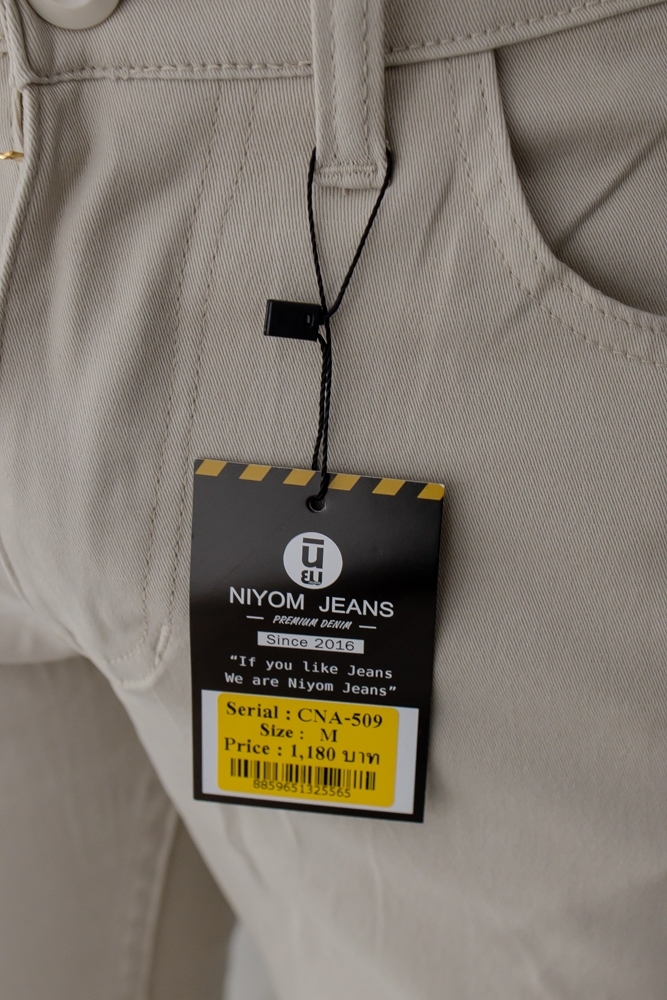 นิ
ยม
NIYOM JEANS
PREMIUM DENIM
Since 2016
"If you like Jeans
We are Niyom Jeans"
Serial : CNA-509
Size : M
Price : 1,180 บาท
8859651325565